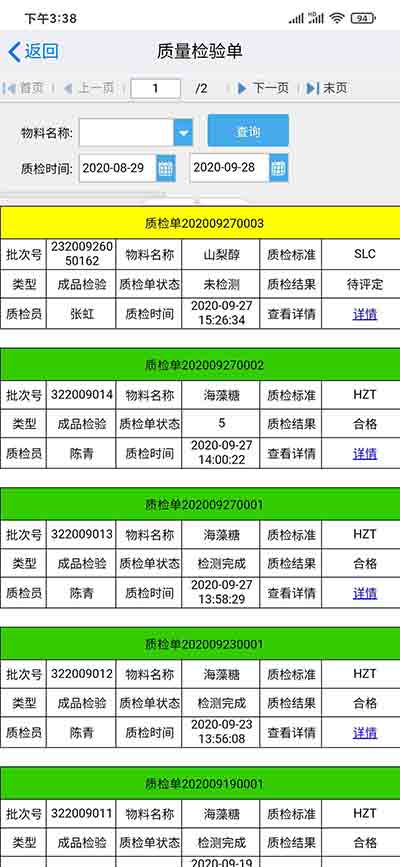 下午3:38 HD 94
返回 质量检验单
首页 上一页 1 /2 下一页 末页
物料名称: 查询
质检时间: 2020-08-29 2020-09-28
质检单202009270003
批次号 23200926050162 物料名称 山梨醇 质检标准 SLC
类型 成品检验 质检单状态 未检测 质检结果 待评定
质检员 张虹 质检时间 2020-09-27 15:26:34 查看详情 详情
质检单202009270002
批次号 322009014 物料名称 海藻糖 质检标准 HZT
类型 成品检验 质检单状态 5 质检结果 合格
质检员 陈青 质检时间 2020-09-27 14:00:22 查看详情 详情
质检单202009270001
批次号 322009013 物料名称 海藻糖 质检标准 HZT
类型 成品检验 质检单状态 检测完成 质检结果 合格
质检员 陈青 质检时间 2020-09-27 13:58:29 查看详情 详情
质检单202009230001
批次号 322009012 物料名称 海藻糖 质检标准 HZT
类型 成品检验 质检单状态 检测完成 质检结果 合格
质检员 陈青 质检时间 2020-09-23 13:56:08 查看详情 详情
质检单202009190001
批次号 322009011 物料名称 海藻糖 质检标准 HZT
类型 成品检验 质检单状态 检测完成 质检结果 合格
2020-09-19